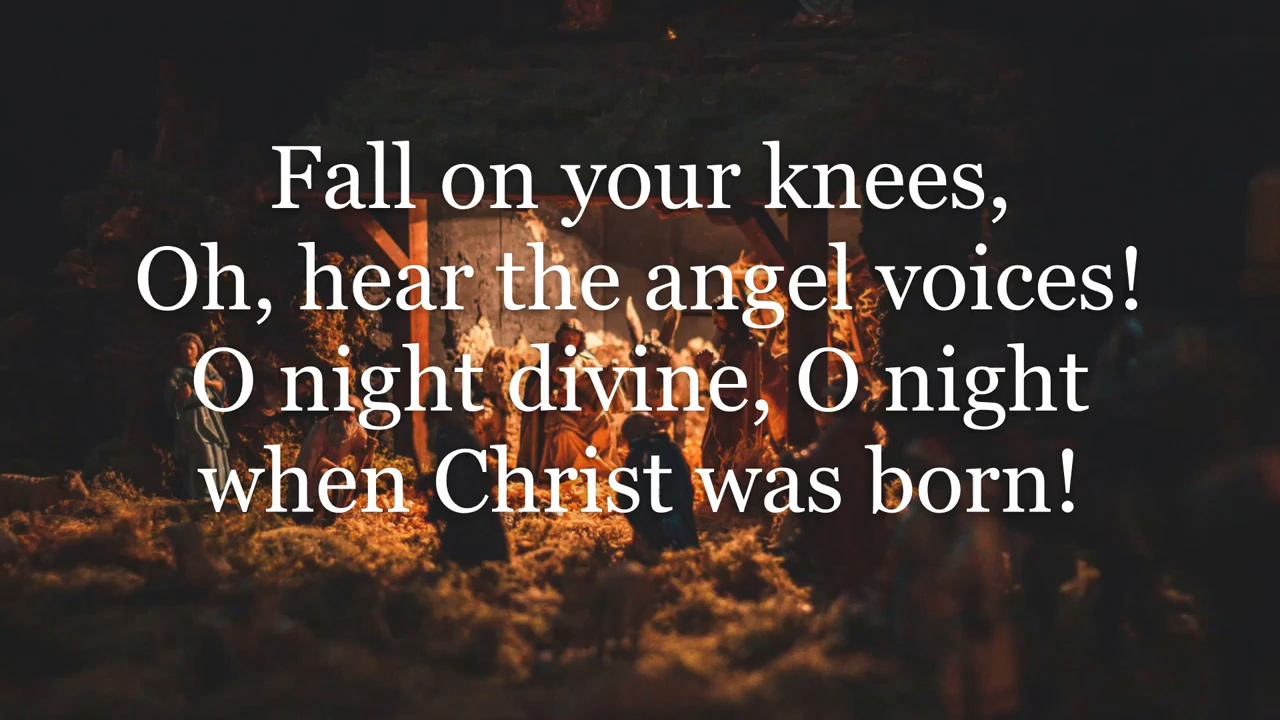 Fall on your knees,
Oh, hear the angel voices!
O night divine, O night
when Christ was born!